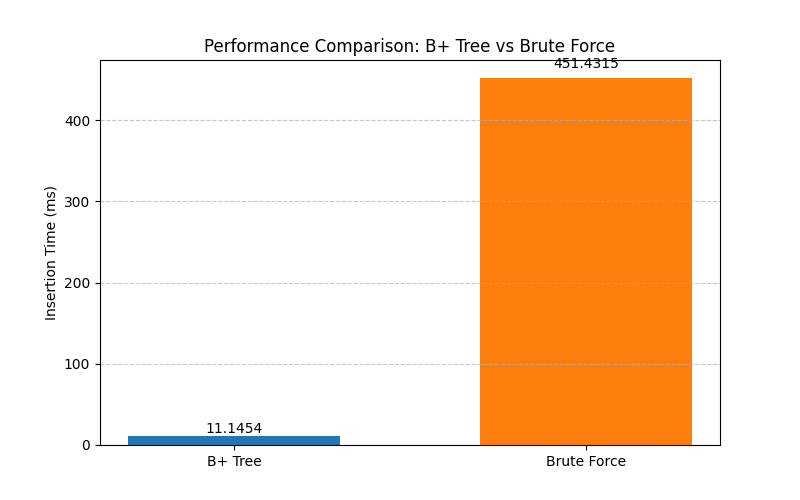 Performance Comparison: B+ Tree vs Brute Force
451.4315
400
300
Insertion Time (ms)
200
100
11.1454
0
B+ Tree
Brute Force